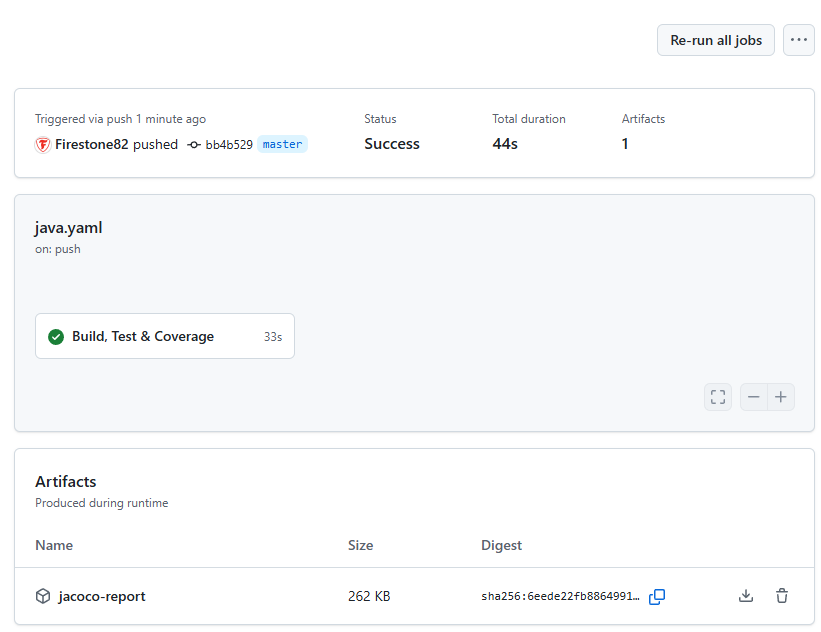 Re-run all jobs
Triggered via push 1 minute ago
Status
Total duration
Artifacts
Firestone82 pushed bb4b529 master
Success
44s
1
java.yaml
on: push
Build, Test & Coverage 33s
Artifacts
Produced during runtime
Name Size Digest
jacoco-report 262 KB sha256:6eede22fb8864991…